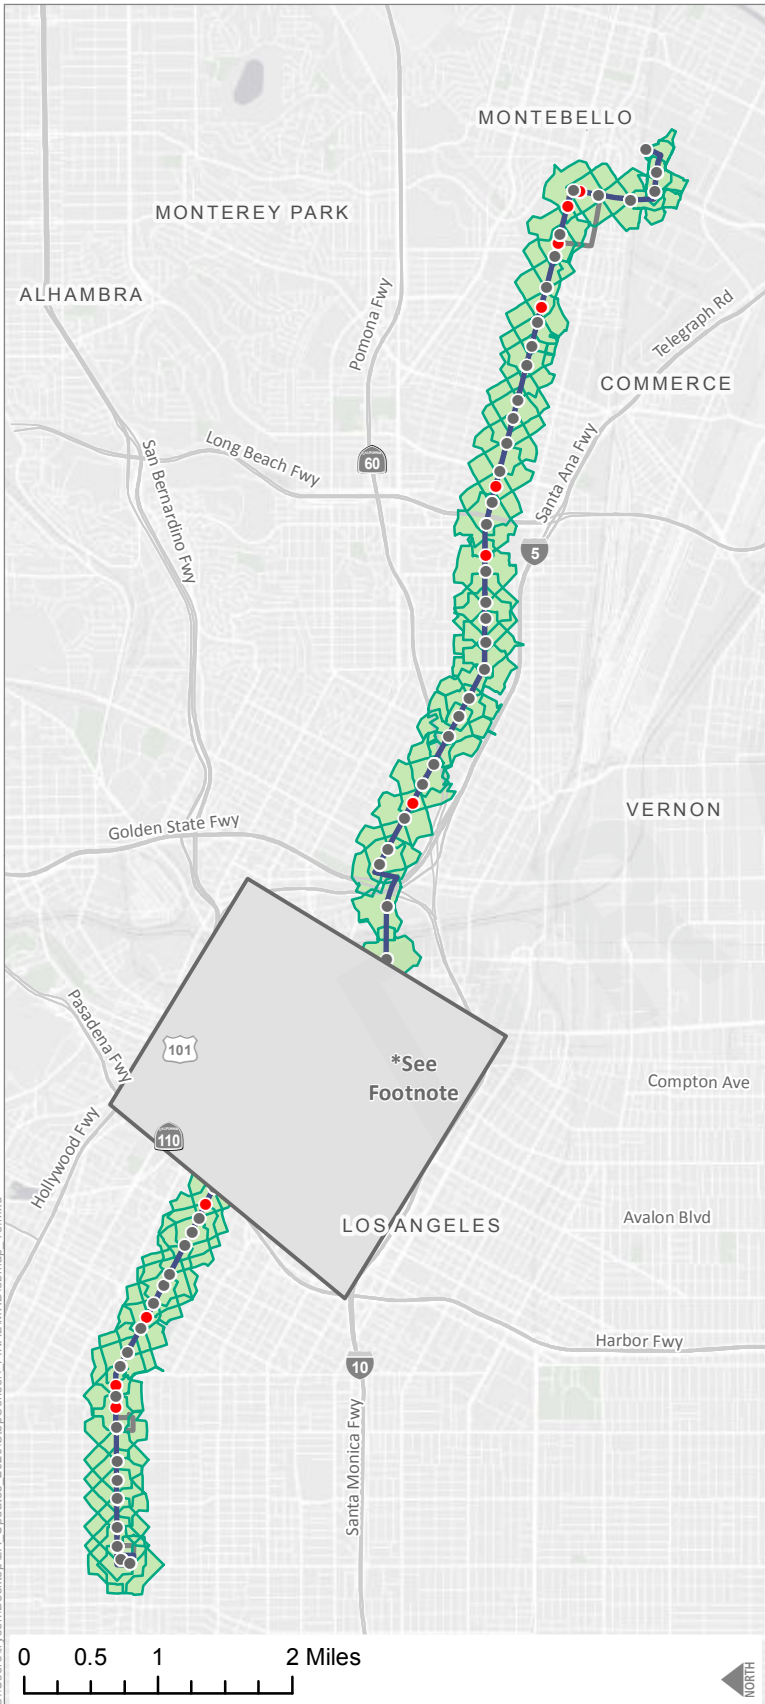 MONTEBELLO
MONTEREY PARK
ALHAMBRA
Pomona Fwy
Telegraph Rd
COMMERCE
Long Beach Fwy
San Bernardino Fwy
CALIFORNIA
60
Santa Ana Fwy
5
VERNON
Golden State Fwy
Pasadena Fwy
101
*See
Footnote
Compton Ave
Hollywood Fwy
CALIFORNIA
110
LOS ANGELES
Avalon Blvd
Harbor Fwy
10
Santa Monica Fwy
0 0.5 1 2 Miles
NORTH